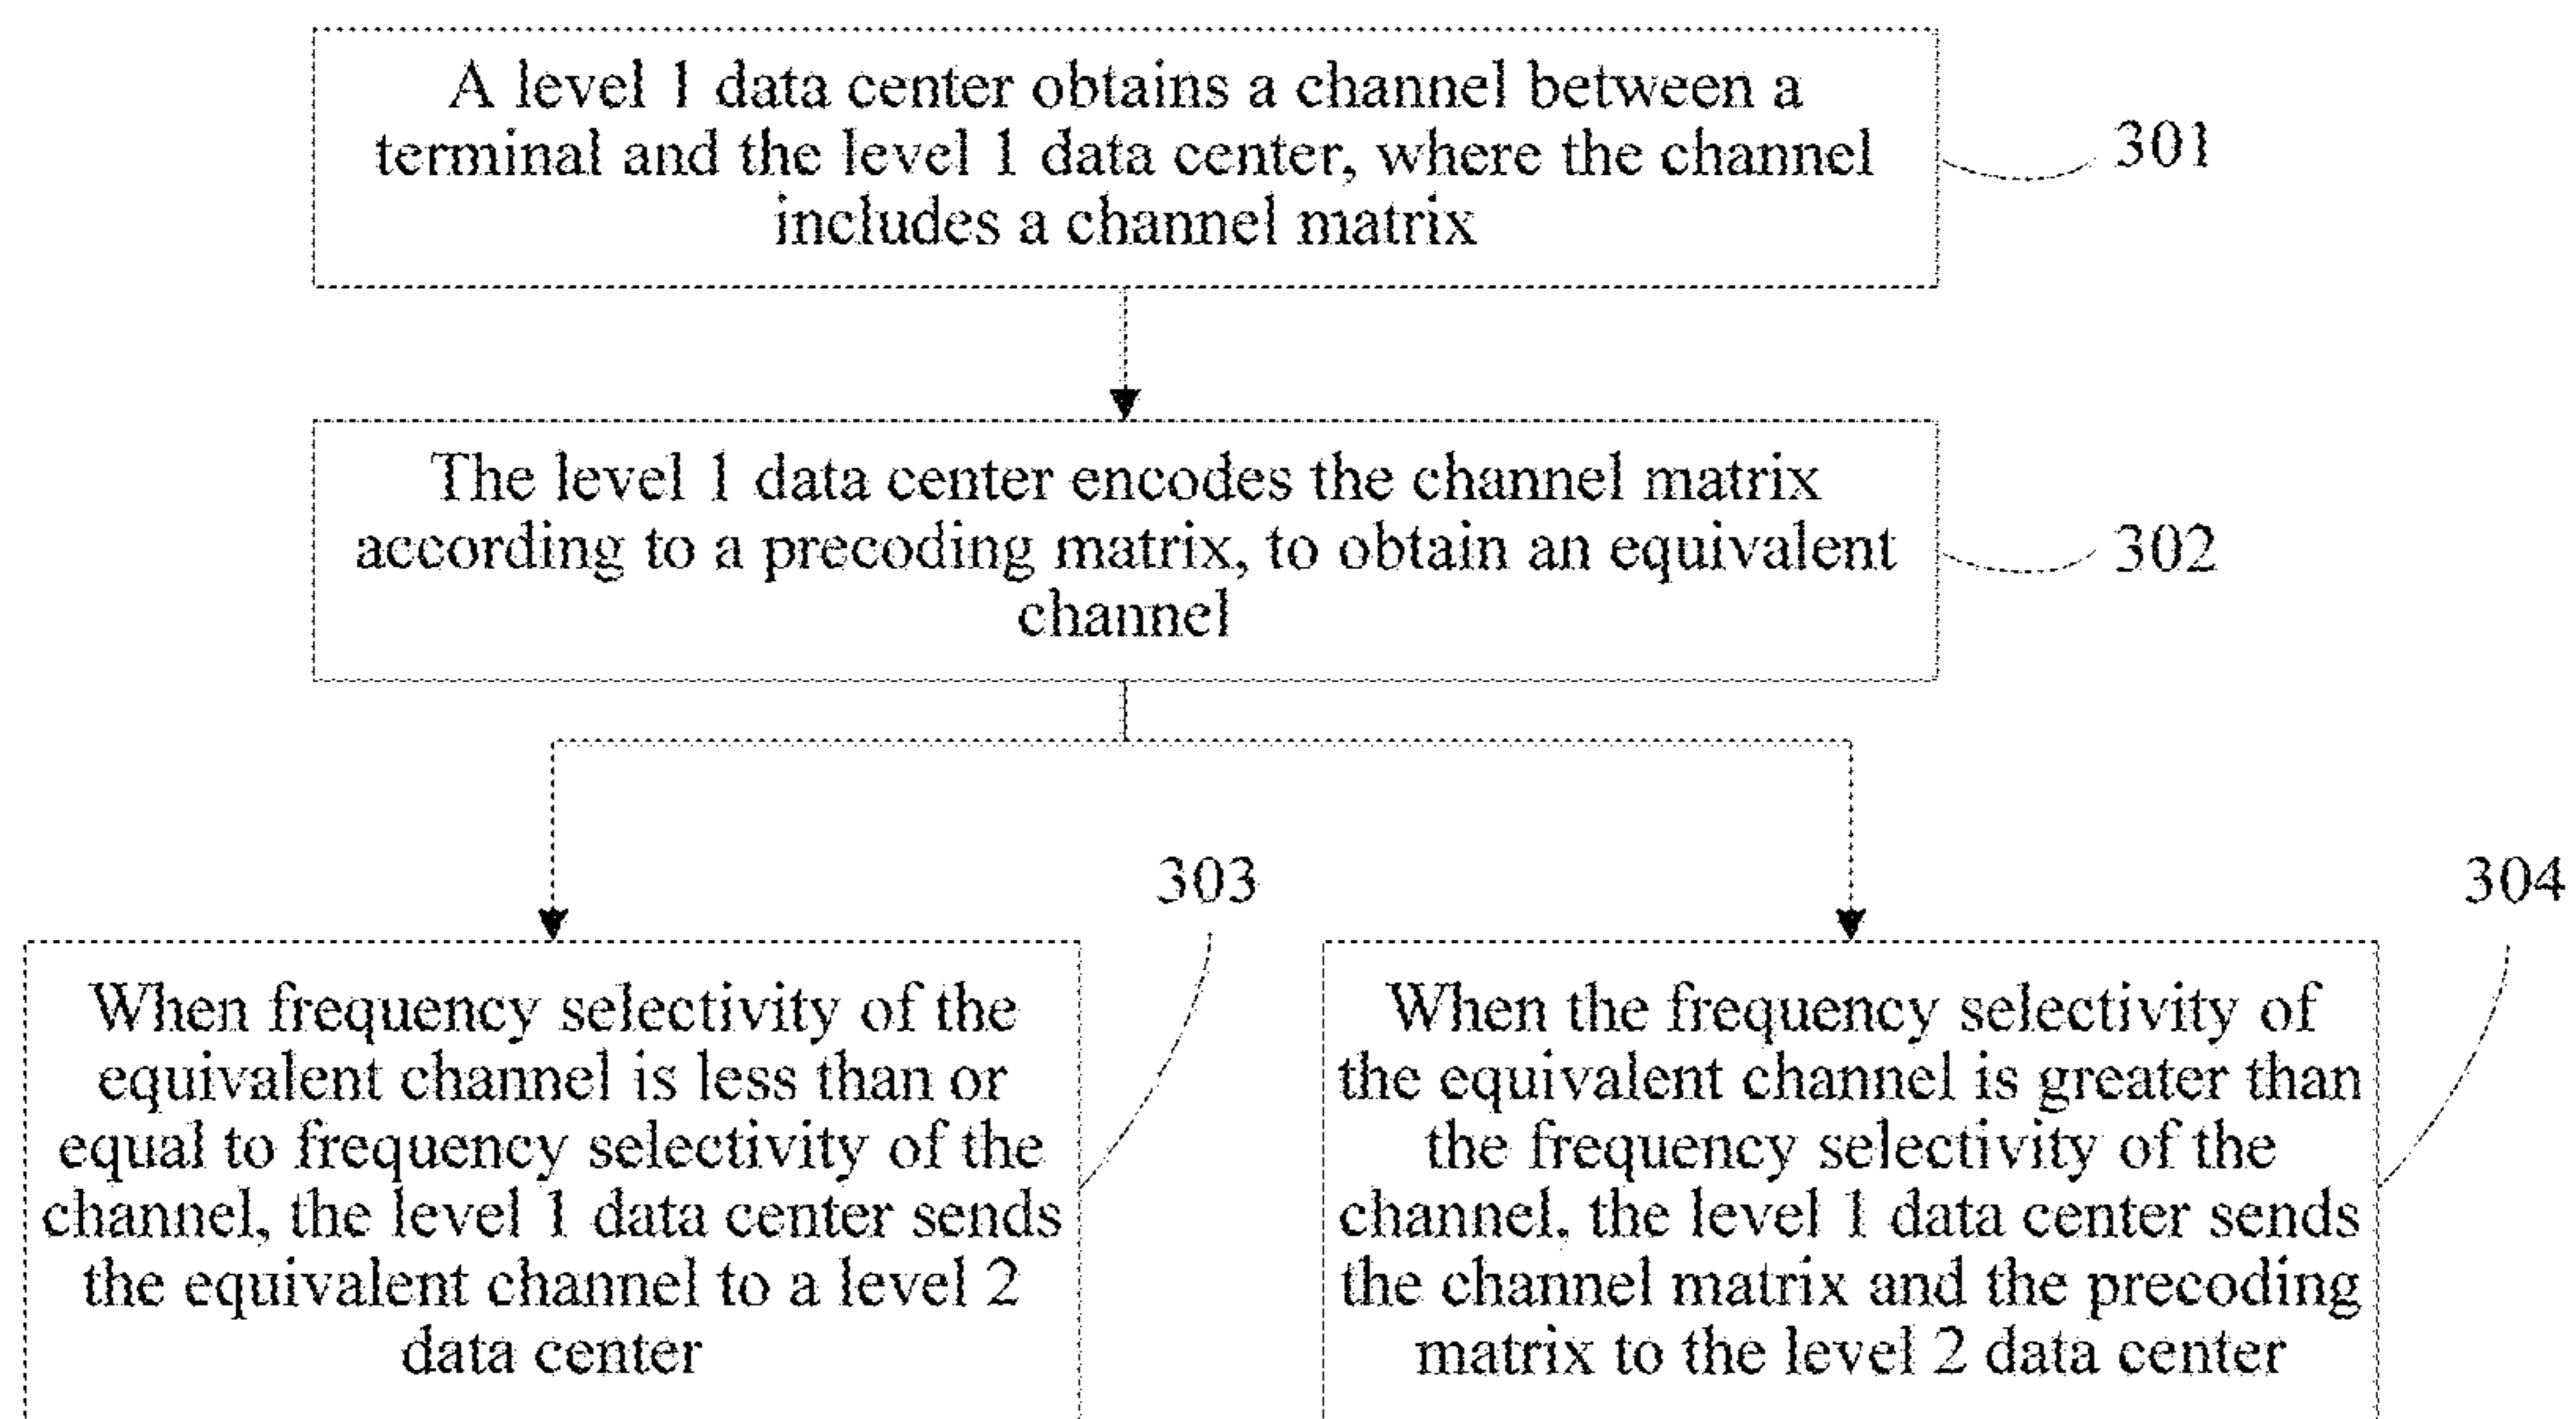 A level 1 data center obtains a channel between a
terminal and the level 1 data center, where the channel
includes a channel matrix
301
The level 1 data center encodes the channel matrix
according to a precoding matrix, to obtain an equivalent
channel
302
303
When frequency selectivity of the
equivalent channel is less than or
equal to frequency selectivity of the
channel, the level 1 data center sends
the equivalent channel to a level 2
data center
304
When the frequency selectivity of
the equivalent channel is greater than
the frequency selectivity of the
channel, the level 1 data center sends
the channel matrix and the precoding
matrix to the level 2 data center